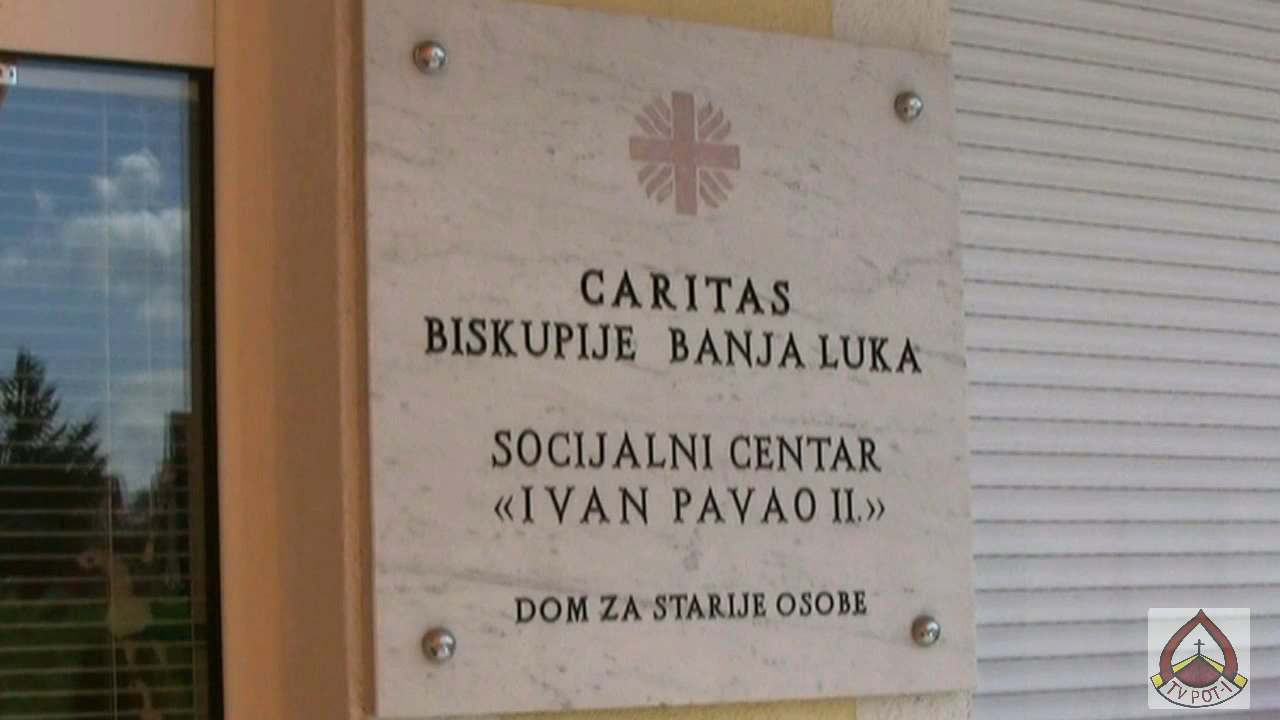 CARITAS
BISKUPIJE BANJA LUKA
SOCIJALNI CENTAR
«IVAN PAVAO II.»
DOM ZA STARIJE OSOBE
TV POT-1